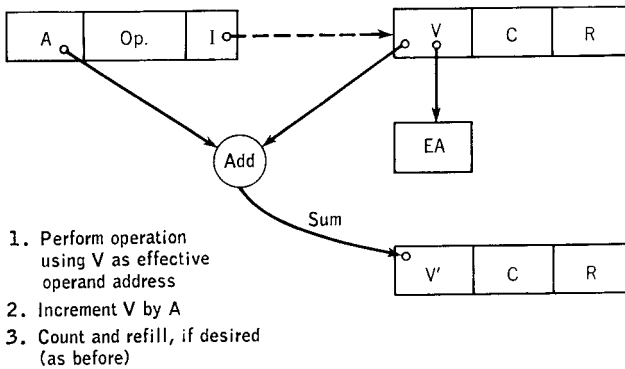 A Op. I V C R
EA
Add
Sum
V' C R
1. Perform operation
using V as effective
operand address
2. Increment V by A
3. Count and refill, if desired
(as before)